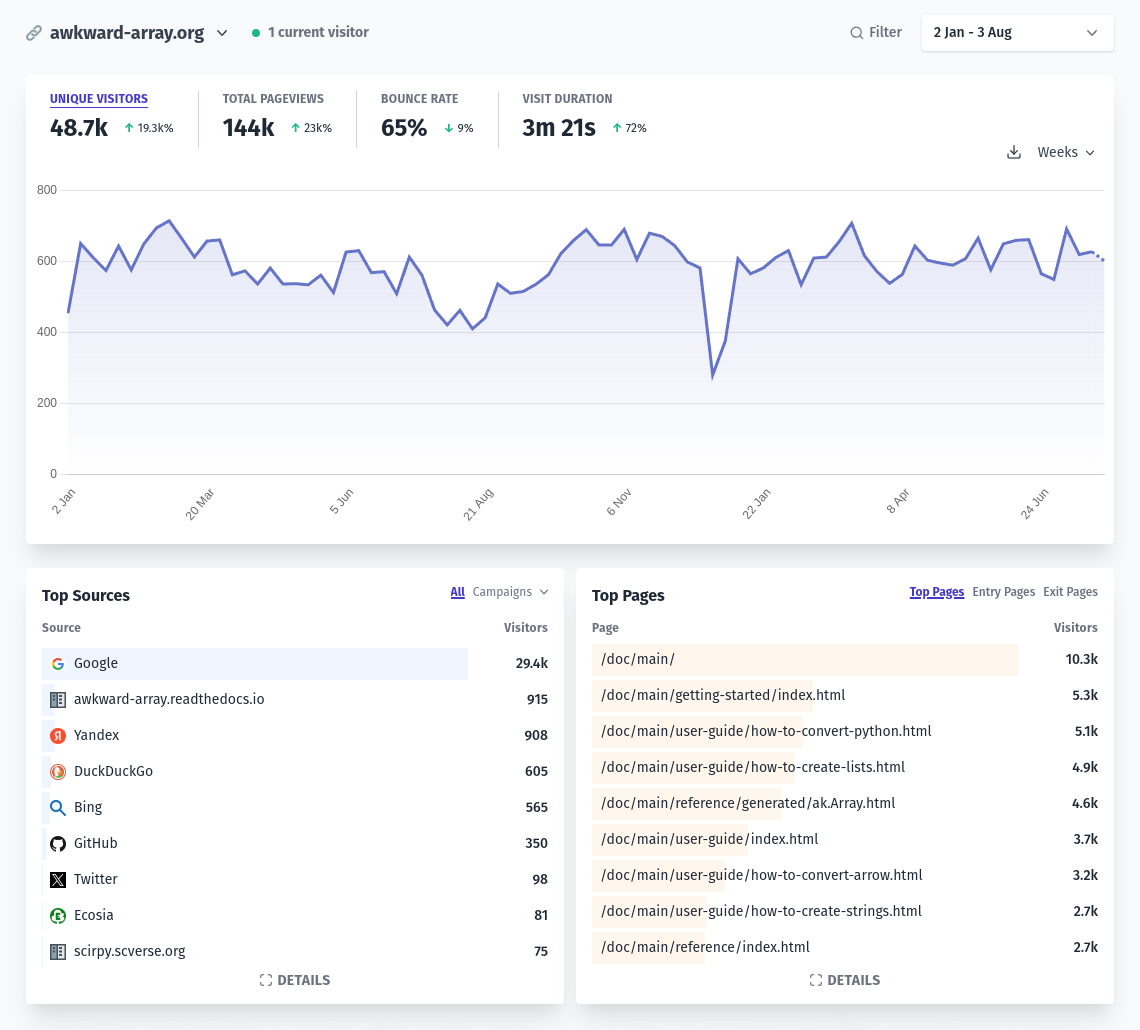 awkward-array.org 1 current visitor Filter 2 Jan - 3 Aug
UNIQUE VISITORS TOTAL PAGEVIEWS BOUNCE RATE VISIT DURATION
48.7k ↑ 19.3k% 144k ↑ 23k% 65% ↓ 9% 3m 21s ↑ 72%
Weeks
800
600
400
200
0
2 Jan 20 Mar 5 Jun 21 Aug 6 Nov 22 Jan 8 Apr 24 Jun
Top Sources All Campaigns
Source Visitors
Google 29.4k
awkward-array.readthedocs.io 915
Yandex 908
DuckDuckGo 605
Bing 565
GitHub 350
Twitter 98
Ecosia 81
scirpy.scverse.org 75
DETAILS
Top Pages Top Pages Entry Pages Exit Pages
Page Visitors
/doc/main/ 10.3k
/doc/main/getting-started/index.html 5.3k
/doc/main/user-guide/how-to-convert-python.html 5.1k
/doc/main/user-guide/how-to-create-lists.html 4.9k
/doc/main/reference/generated/ak.Array.html 4.6k
/doc/main/user-guide/index.html 3.7k
/doc/main/user-guide/how-to-convert-arrow.html 3.2k
/doc/main/user-guide/how-to-create-strings.html 2.7k
/doc/main/reference/index.html 2.7k
DETAILS